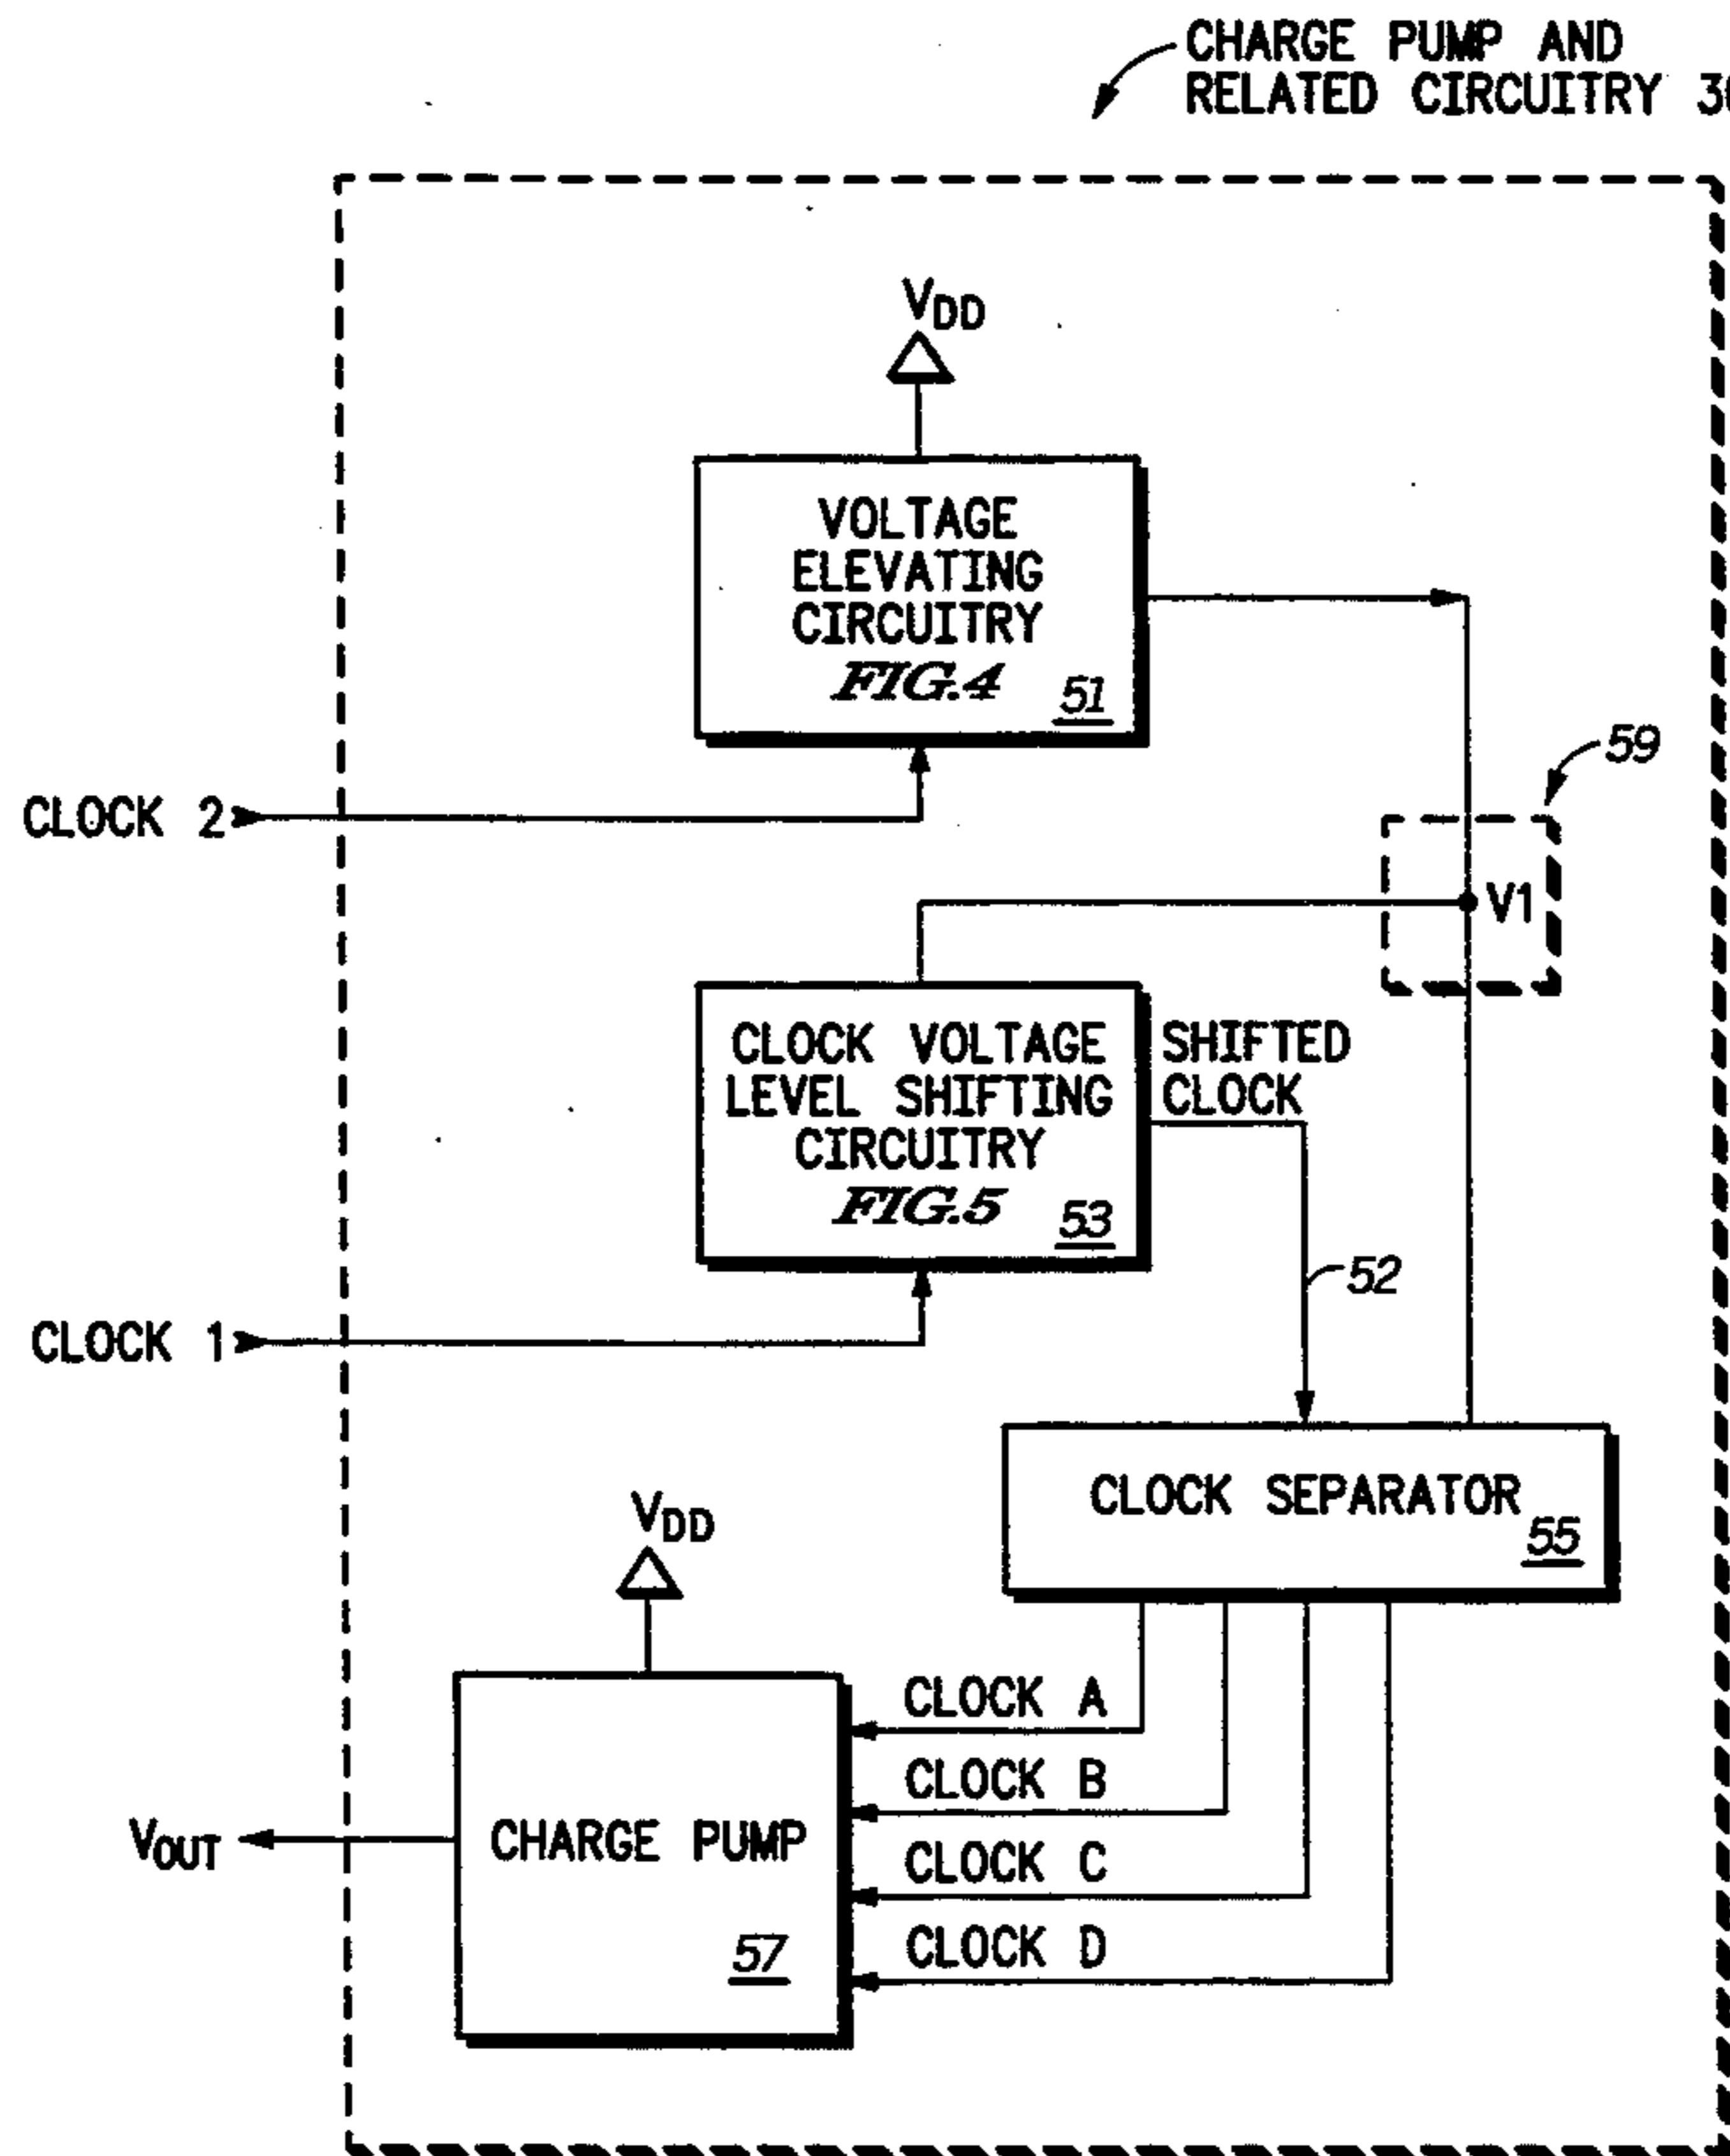 CHARGE PUMP AND
RELATED CIRCUITRY
VDD
VOLTAGE
ELEVATING
CIRCUITRY
FIG.4
51
59
CLOCK 2
V1
CLOCK VOLTAGE
LEVEL SHIFTING
CIRCUITRY
FIG.5
53
SHIFTED
CLOCK
52
CLOCK 1
CLOCK SEPARATOR
55
VDD
CLOCK A
CLOCK B
CLOCK C
CLOCK D
CHARGE PUMP
57
VOUT